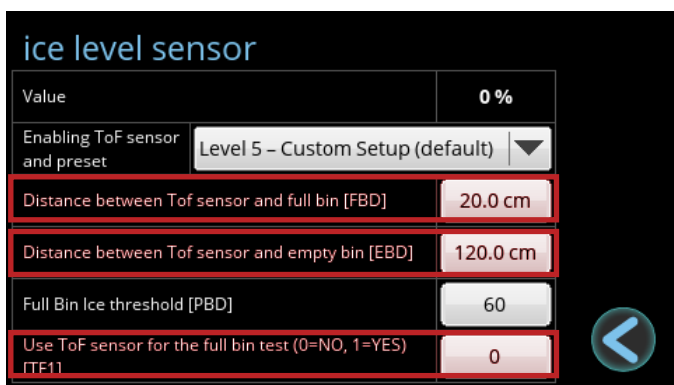 ice level sensor
Value 0 %
Enabling ToF sensor
and preset
Level 5 – Custom Setup (default)
Distance between Tof sensor and full bin [FBD] 20.0 cm
Distance between Tof sensor and empty bin [EBD] 120.0 cm
Full Bin Ice threshold [PBD] 60
Use ToF sensor for the full bin test (0=NO, 1=YES)
[TF1] 0